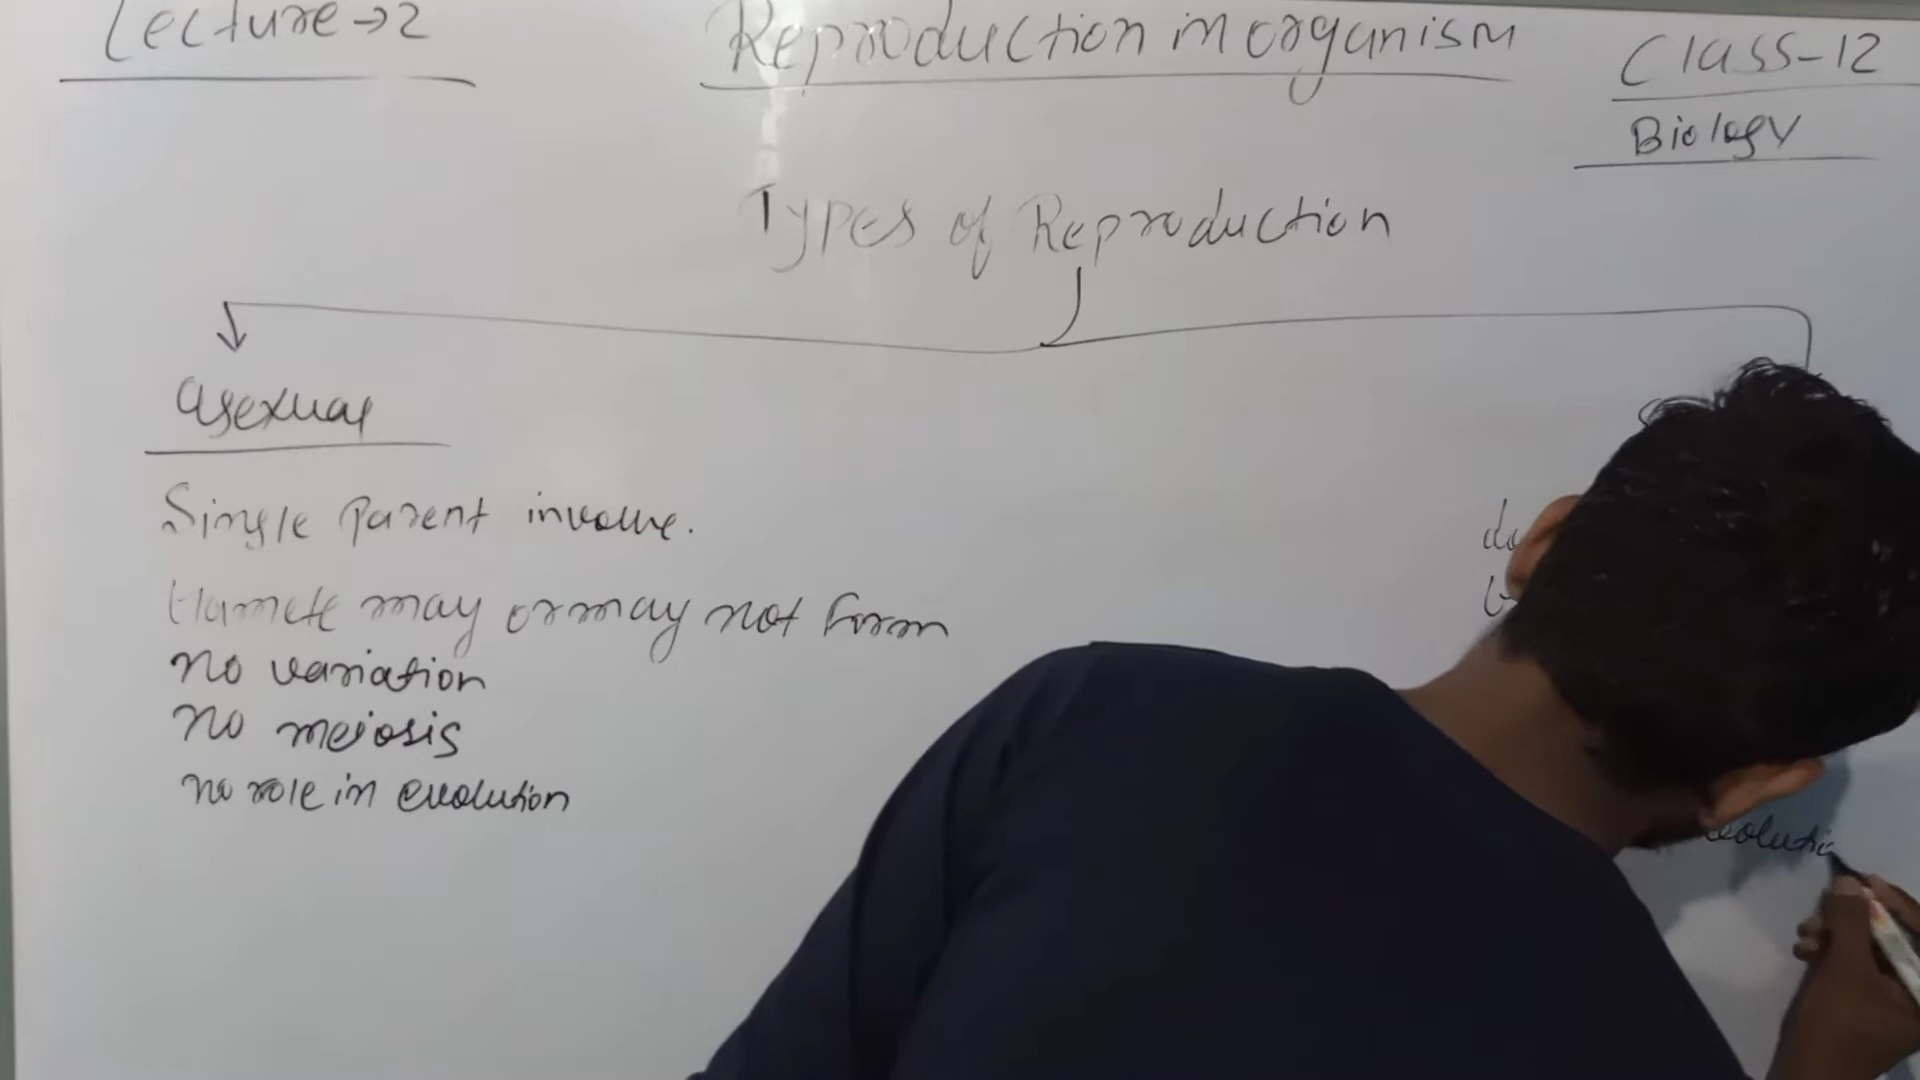 Lecture→2
Reproduction in organism
Class-12
Biology
Types of Reproduction
asexual
Single parent involve.
Gamete may or may not form
no variation
no meiosis
no role in evolution